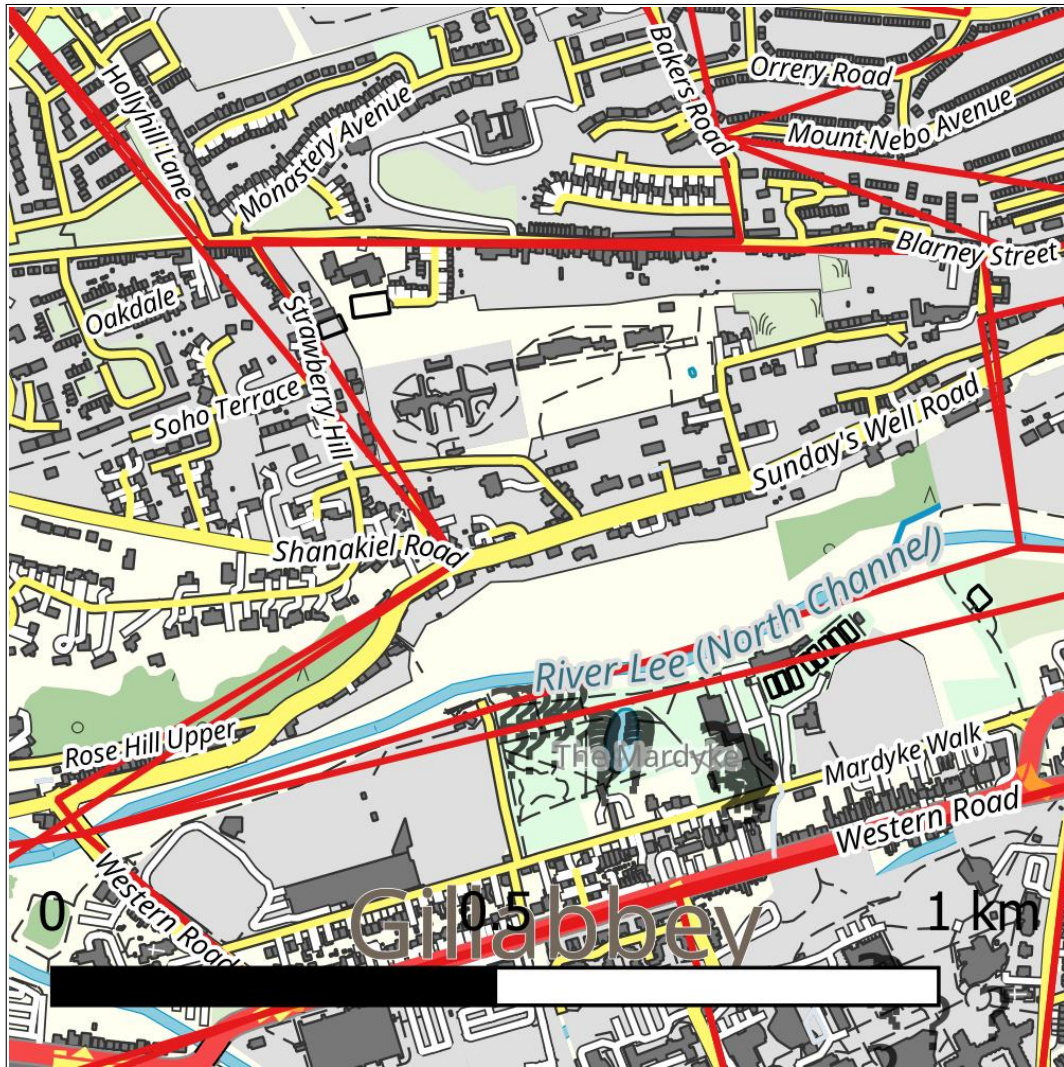 Hollyhill Lane
Bakers Road
Orrery Road
Mount Nebo Avenue
Monastery Avenue
Blarney Street
Oakdale
Strawberry Hill
Soho Terrace
Sunday's Well Road
Shanakiel Road
River Lee (North Channel)
Rose Hill Upper
The Mardyke
Mardyke Walk
Western Road
Western Road
Gillabbey
0 0.5 1 km